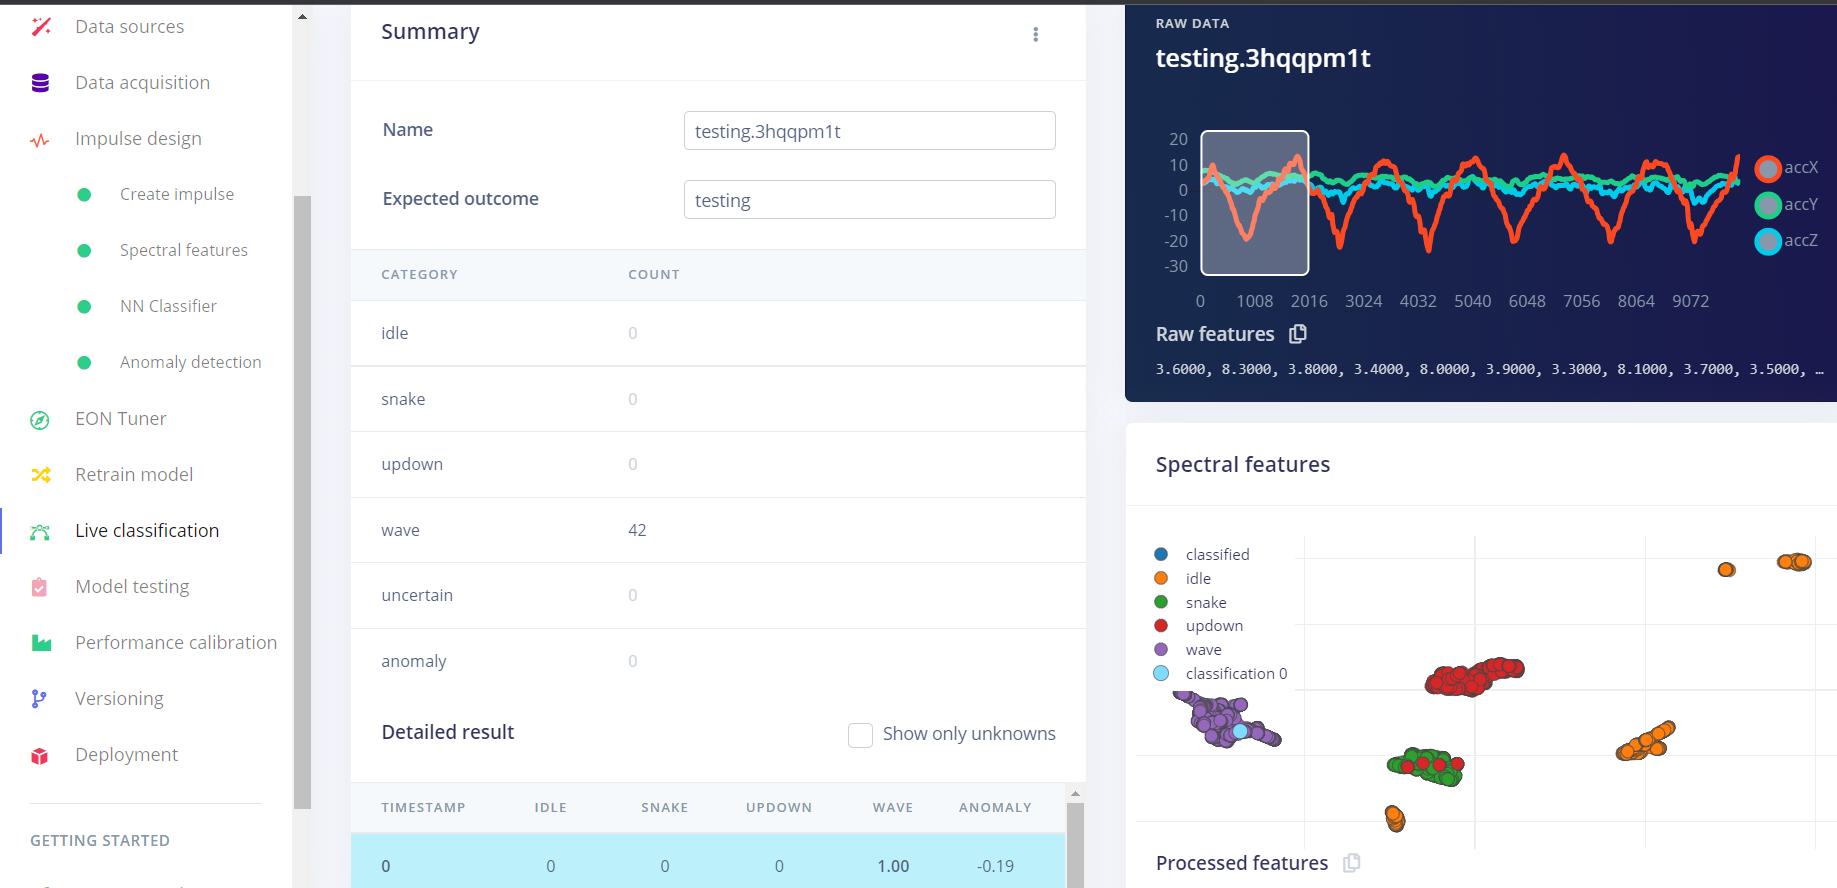 Data sources
Data acquisition
Impulse design
Create impulse
Spectral features
NN Classifier
Anomaly detection
EON Tuner
Retrain model
Live classification
Model testing
Performance calibration
Versioning
Deployment
GETTING STARTED
Summary
Name
testing.3hqqpm1t
Expected outcome
testing
CATEGORY COUNT
idle 0
snake 0
updown 0
wave 42
uncertain 0
anomaly 0
Detailed result
Show only unknowns
TIMESTAMP IDLE SNAKE UPDOWN WAVE ANOMALY
0 0 0 0 1.00 -0.19
RAW DATA
testing.3hqqpm1t
20
10
0
-10
-20
-30
0 1008 2016 3024 4032 5040 6048 7056 8064 9072
accX
accY
accZ
Raw features
3.6000, 8.3000, 3.8000, 3.4000, 8.0000, 3.9000, 3.3000, 8.1000, 3.7000, 3.5000, …
Spectral features
classified
idle
snake
updown
wave
classification 0
Processed features